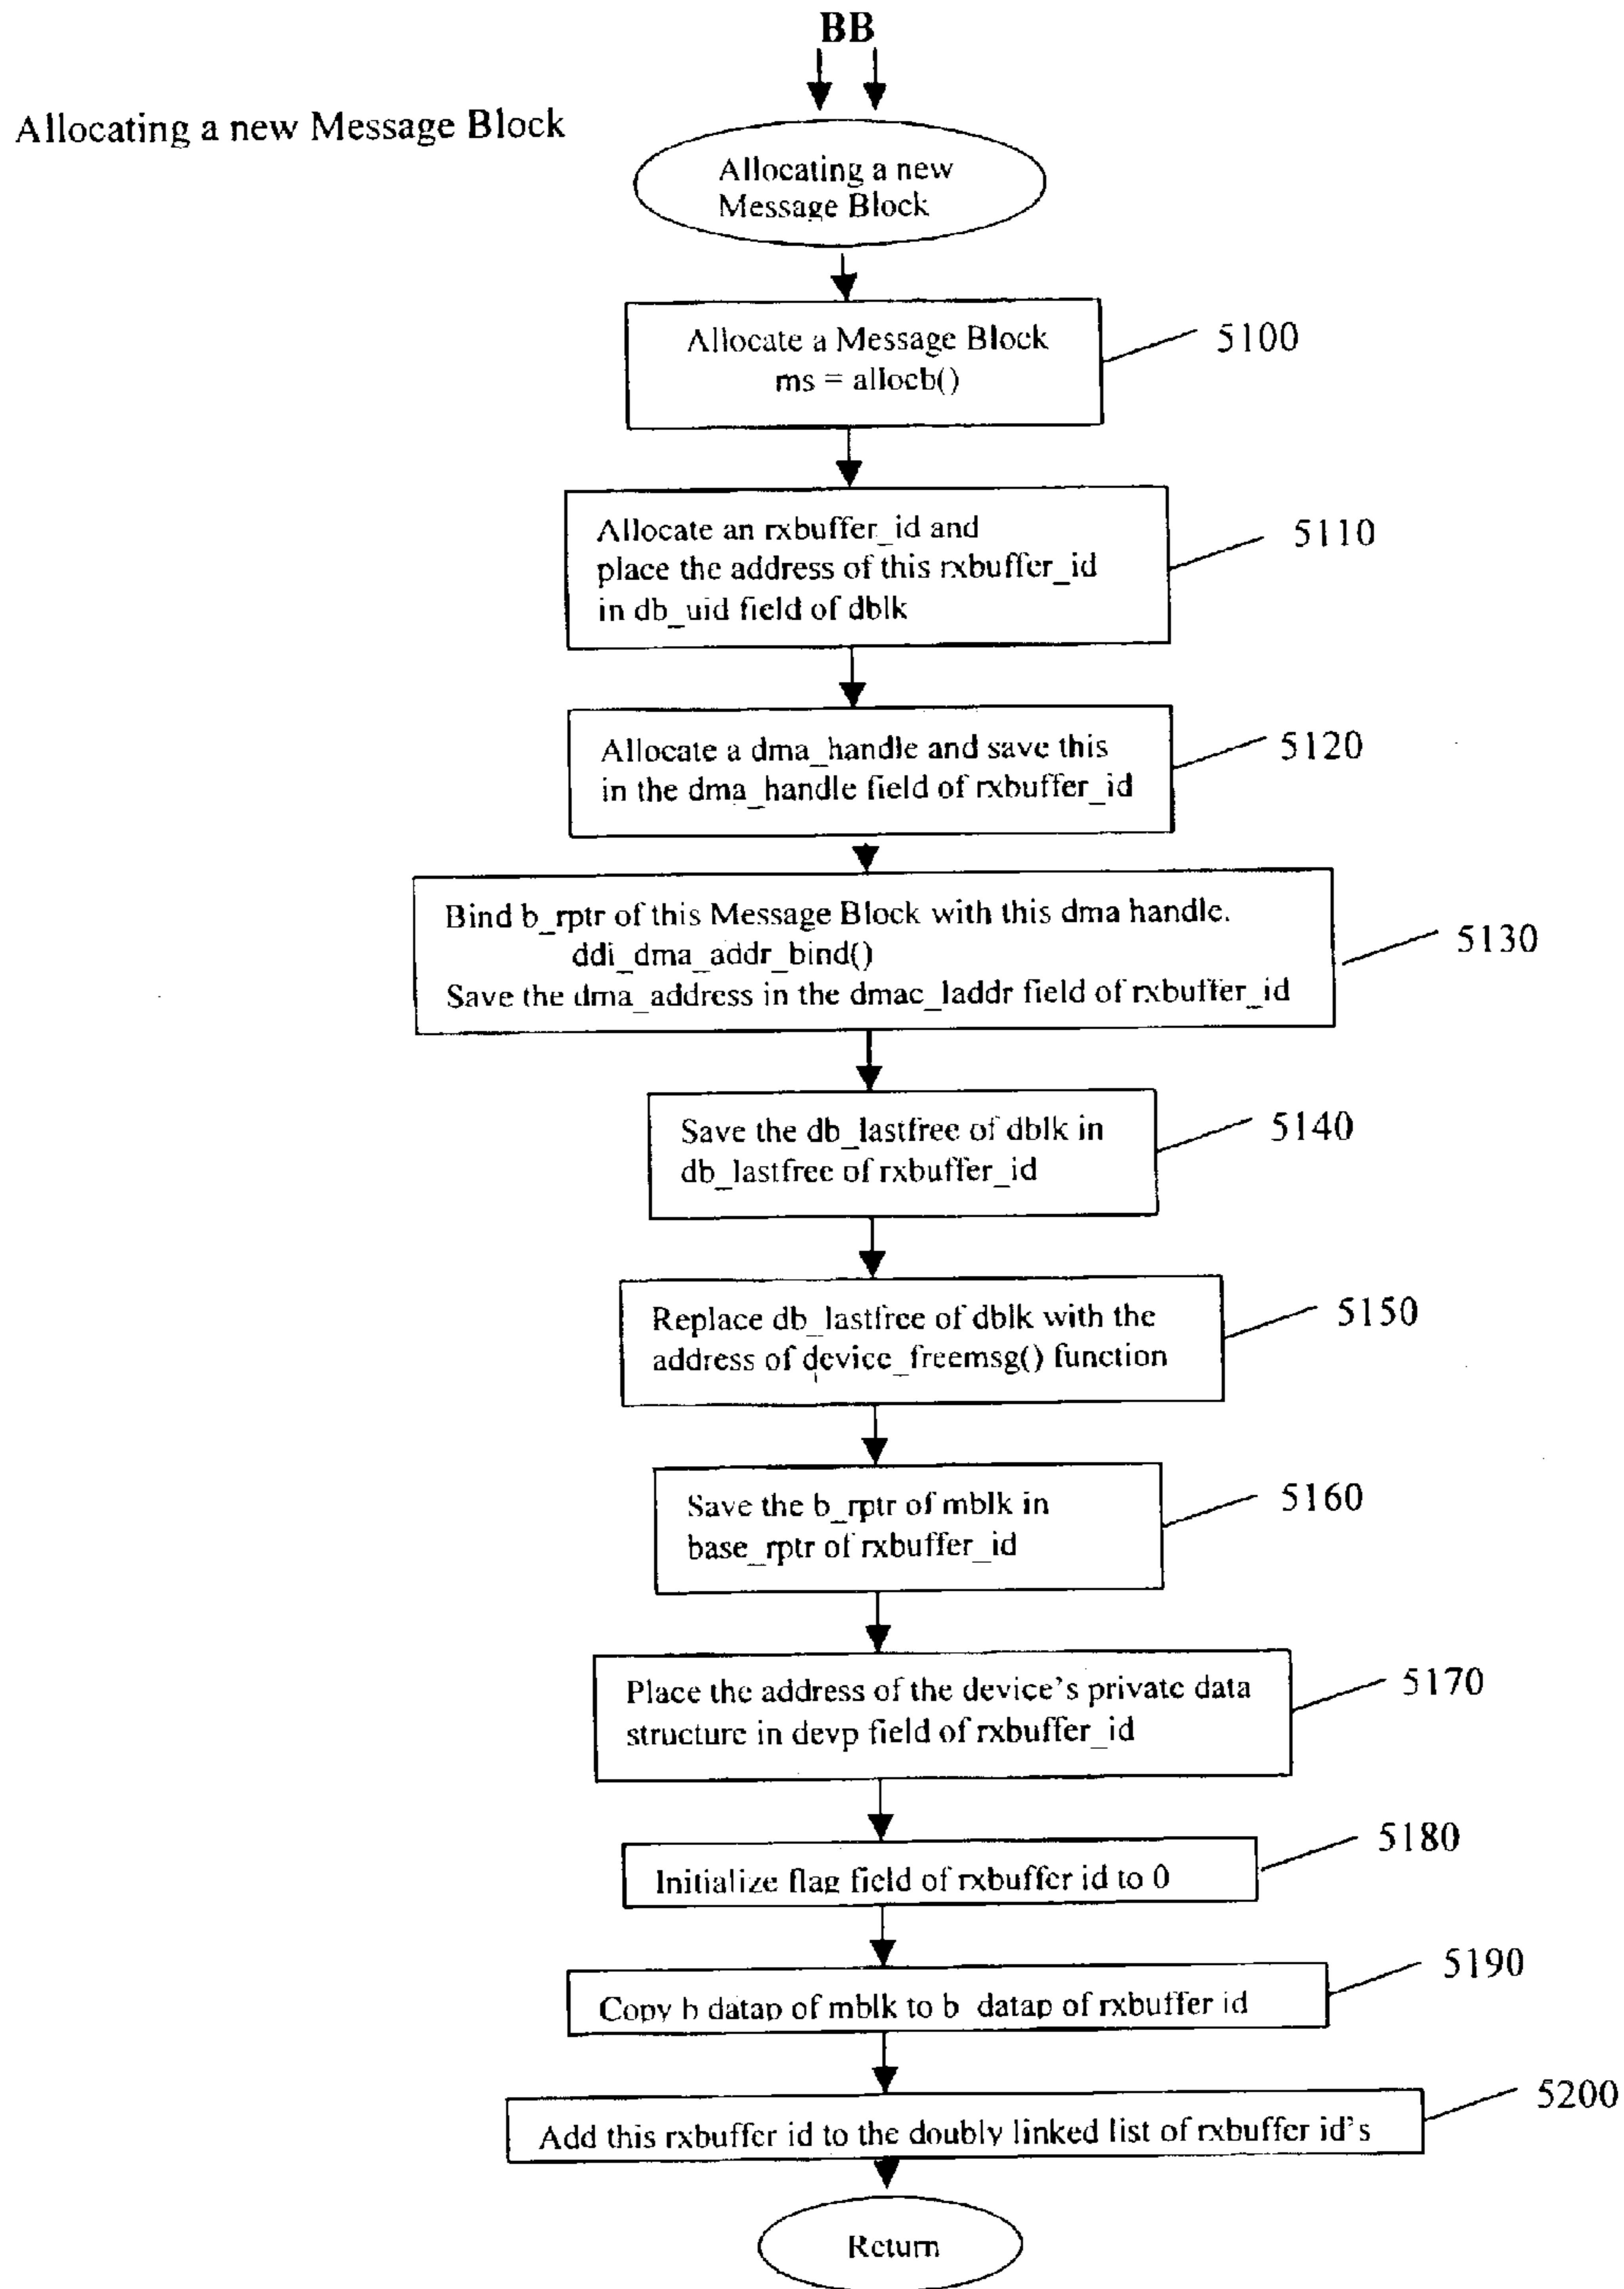 BB
Allocating a new Message Block
Allocating a new
Message Block
Allocate a Message Block
ms = allocb()
5100
Allocate an rxbuffer_id and
place the address of this rxbuffer_id
in db_uid field of dblk
5110
Allocate a dma_handle and save this
in the dma_handle field of rxbuffer_id
5120
Bind b_rptr of this Message Block with this dma handle.
ddi_dma_addr_bind()
Save the dma_address in the dmac_laddr field of rxbuffer_id
5130
Save the db_lastfree of dblk in
db_lastfree of rxbuffer_id
5140
Replace db_lastfree of dblk with the
address of device_freemsg() function
5150
Save the b_rptr of mblk in
base_rptr of rxbuffer_id
5160
Place the address of the device's private data
structure in devp field of rxbuffer_id
5170
Initialize flag field of rxbuffer id to 0
5180
Copy b datap of mblk to b datap of rxbuffer id
5190
Add this rxbuffer id to the doubly linked list of rxbuffer id's
5200
Return